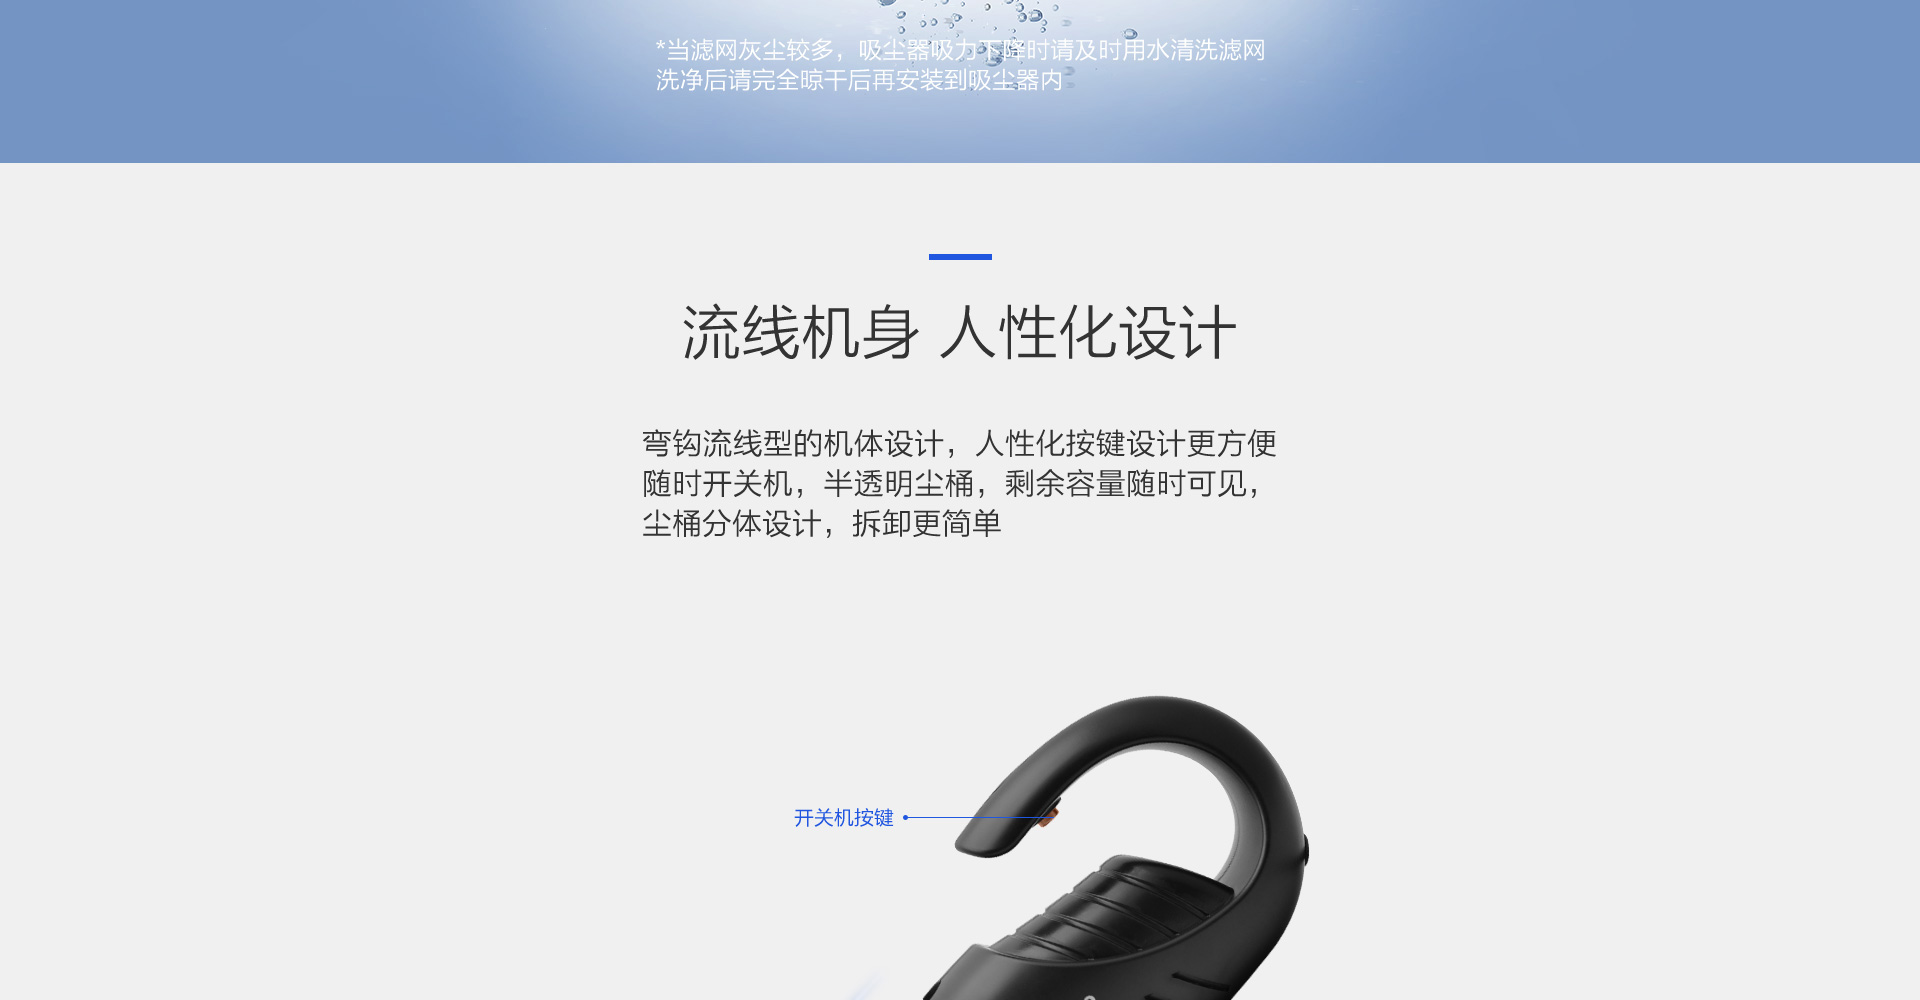 *当滤网灰尘较多，吸尘器吸力下降时请及时用水清洗滤网
洗净后请完全晾干后再安装到吸尘器内
流线机身 人性化设计
弯钩流线型的机体设计，人性化按键设计更方便
随时开关机，半透明尘桶，剩余容量随时可见，
尘桶分体设计，拆卸更简单
开关机按键